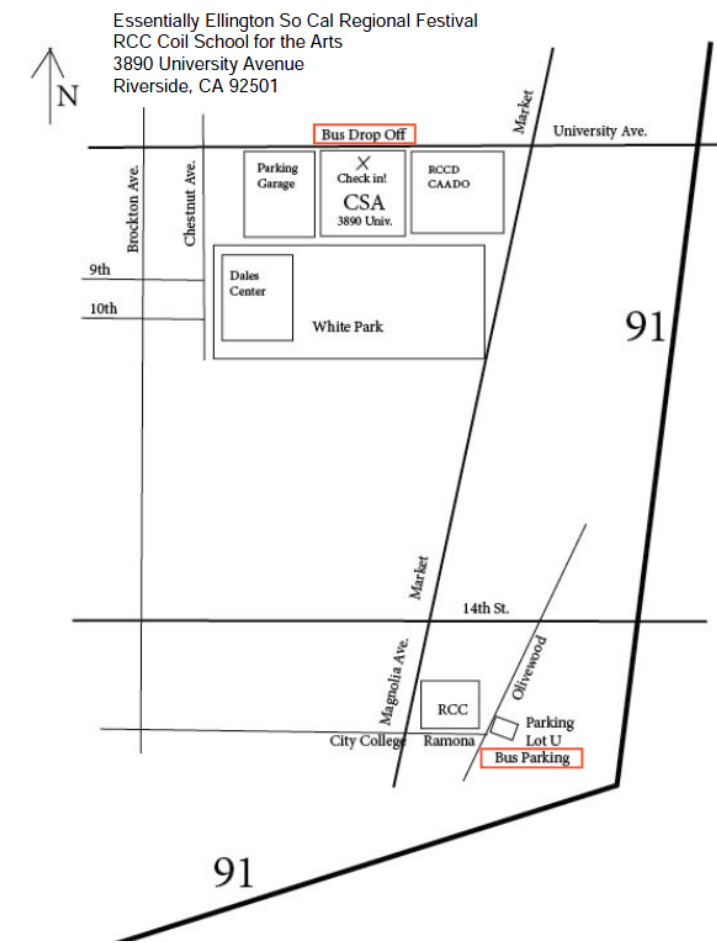 Essentially Ellington So Cal Regional Festival
RCC Coil School for the Arts
3890 University Avenue
Riverside, CA 92501
N
Bus Drop Off
Market
University Ave.
Brockton Ave.
Chestnut Ave.
Parking
Garage
Check in!
CSA
3890 Univ.
RCCD
CAADO
9th
10th
Dales
Center
White Park
91
Market
14th St.
Magnolia Ave.
Olivewood
RCC
City College
Ramona
Parking
Lot U
Bus Parking
91